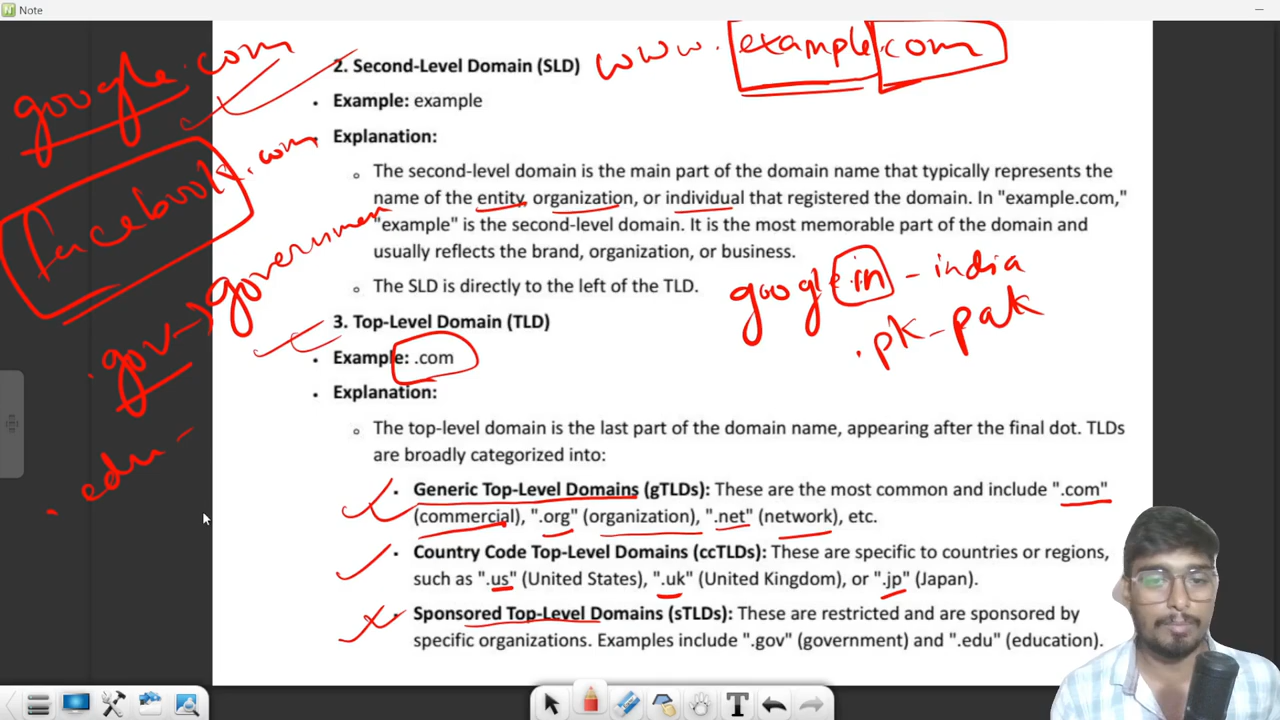 Note
google.com
www.example.com
2. Second-Level Domain (SLD)
Example: example
Explanation:
The second-level domain is the main part of the domain name that typically represents the
name of the entity, organization, or individual that registered the domain. In "example.com,"
"example" is the second-level domain. It is the most memorable part of the domain and
usually reflects the brand, organization, or business.
The SLD is directly to the left of the TLD.
facebook.com
.gov → government
.edu -
google.in - india
.pk - pak
3. Top-Level Domain (TLD)
Example: .com
Explanation:
The top-level domain is the last part of the domain name, appearing after the final dot. TLDs
are broadly categorized into:
Generic Top-Level Domains (gTLDs): These are the most common and include ".com"
(commercial), ".org" (organization), ".net" (network), etc.
Country Code Top-Level Domains (ccTLDs): These are specific to countries or regions,
such as ".us" (United States), ".uk" (United Kingdom), or ".jp" (Japan).
Sponsored Top-Level Domains (sTLDs): These are restricted and are sponsored by
specific organizations. Examples include ".gov" (government) and ".edu" (education).
T